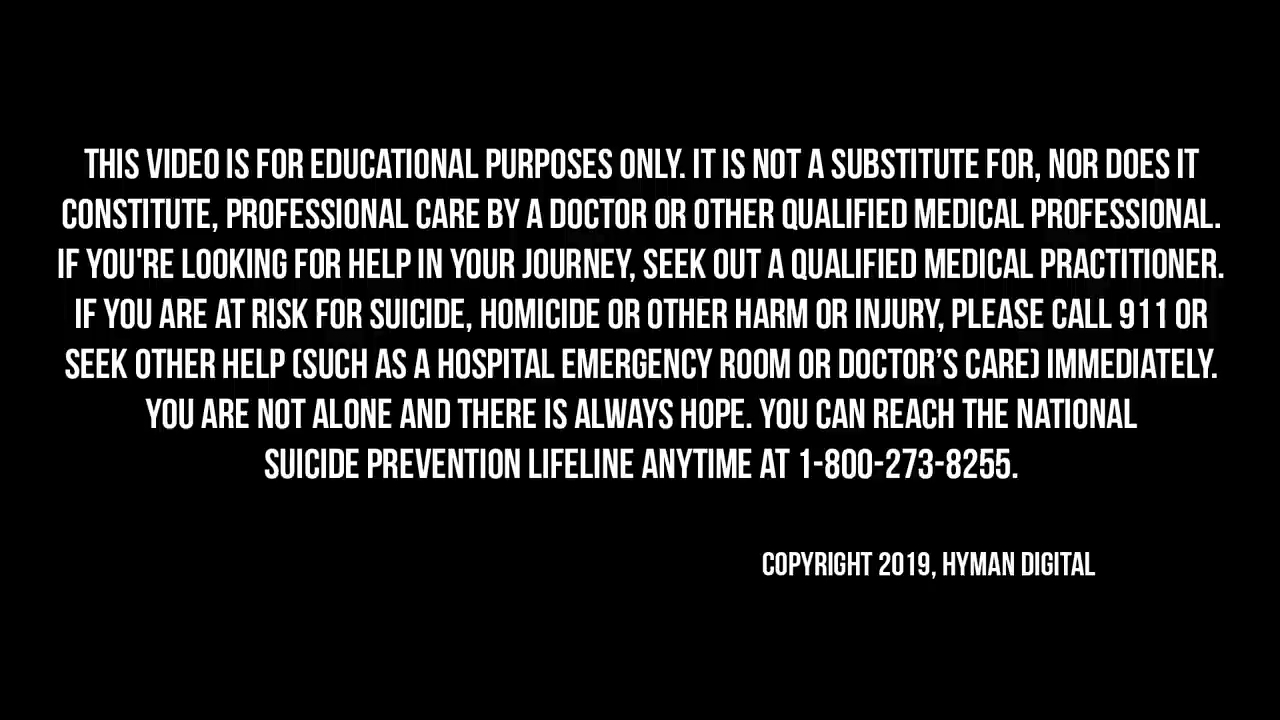 THIS VIDEO IS FOR EDUCATIONAL PURPOSES ONLY. IT IS NOT A SUBSTITUTE FOR, NOR DOES IT
CONSTITUTE, PROFESSIONAL CARE BY A DOCTOR OR OTHER QUALIFIED MEDICAL PROFESSIONAL.
IF YOU'RE LOOKING FOR HELP IN YOUR JOURNEY, SEEK OUT A QUALIFIED MEDICAL PRACTITIONER.
IF YOU ARE AT RISK FOR SUICIDE, HOMICIDE OR OTHER HARM OR INJURY, PLEASE CALL 911 OR
SEEK OTHER HELP (SUCH AS A HOSPITAL EMERGENCY ROOM OR DOCTOR’S CARE) IMMEDIATELY.
YOU ARE NOT ALONE AND THERE IS ALWAYS HOPE. YOU CAN REACH THE NATIONAL
SUICIDE PREVENTION LIFELINE ANYTIME AT 1-800-273-8255.
COPYRIGHT 2019, HYMAN DIGITAL